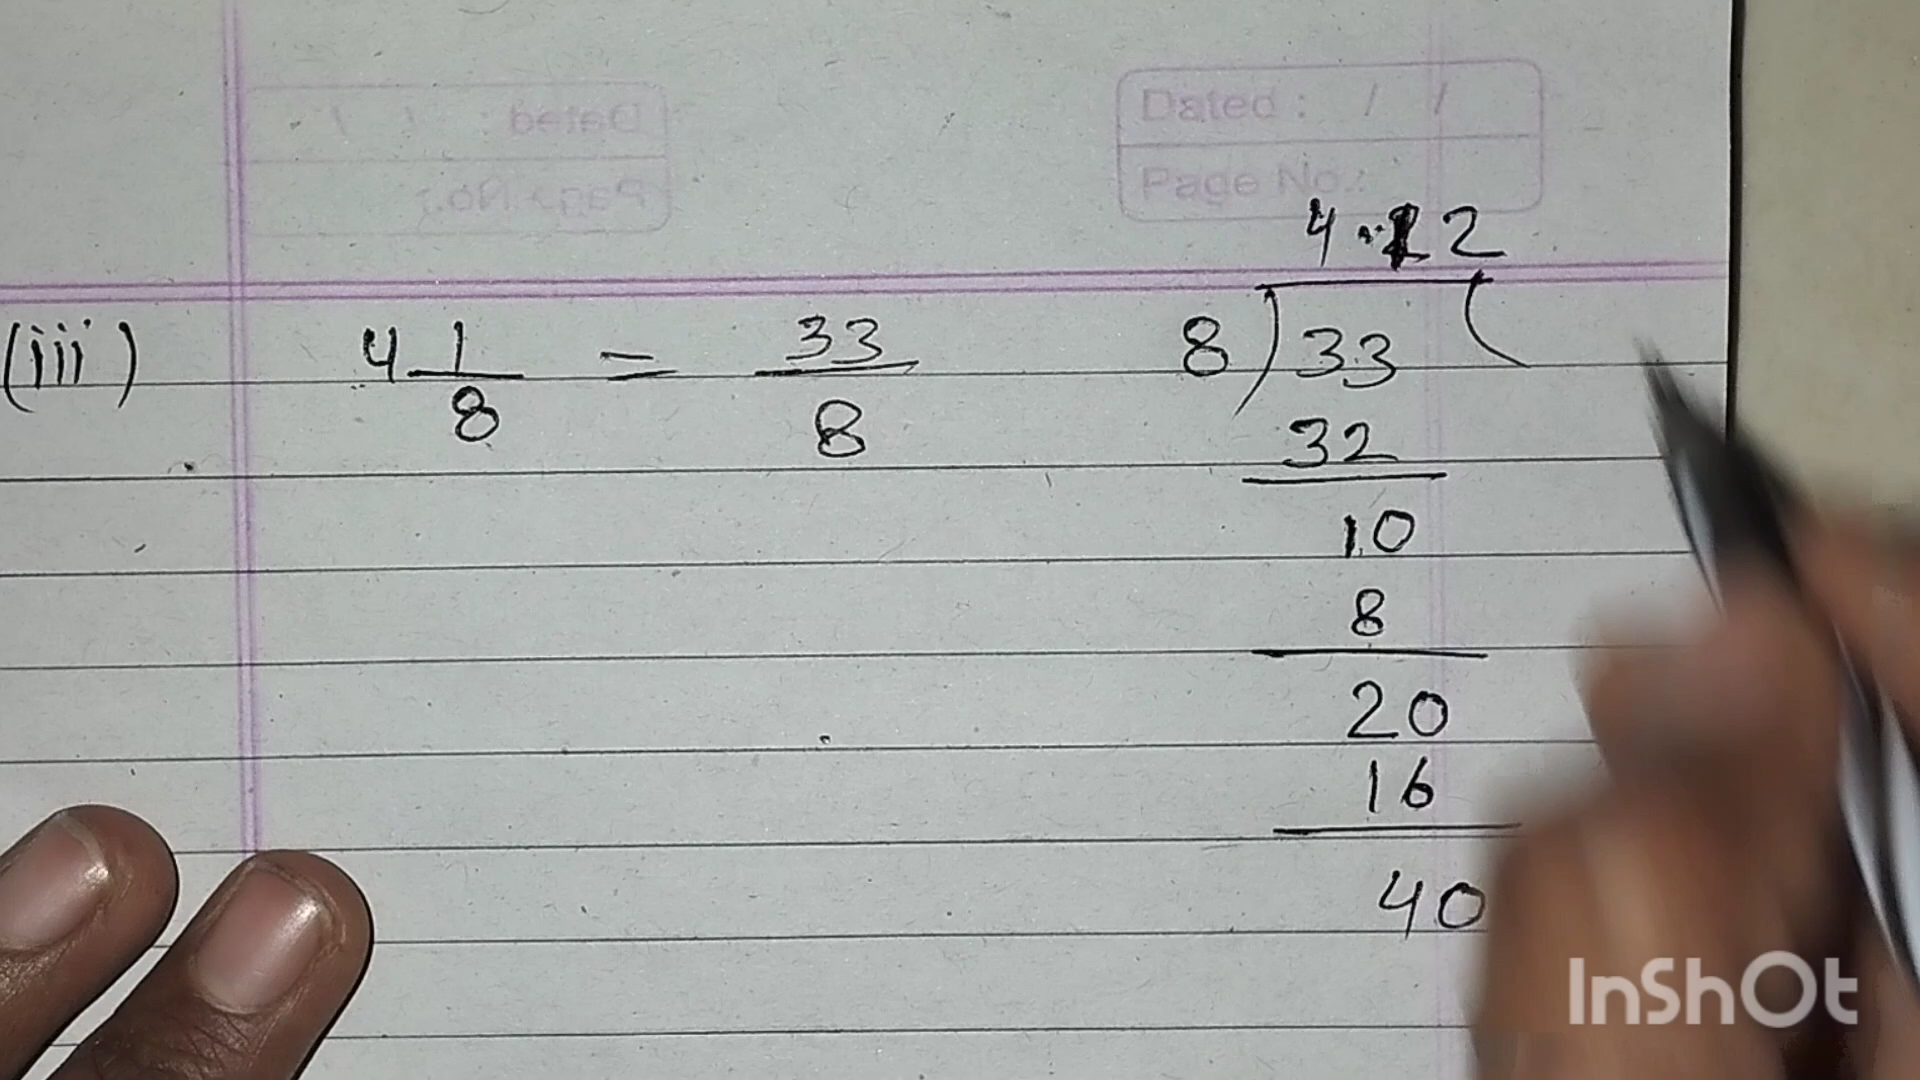 Dated : / /
Page No.:
4.12
(iii) 4 1/8 = 33/8 8)33(
32
10
8
20
16
40
InShOt